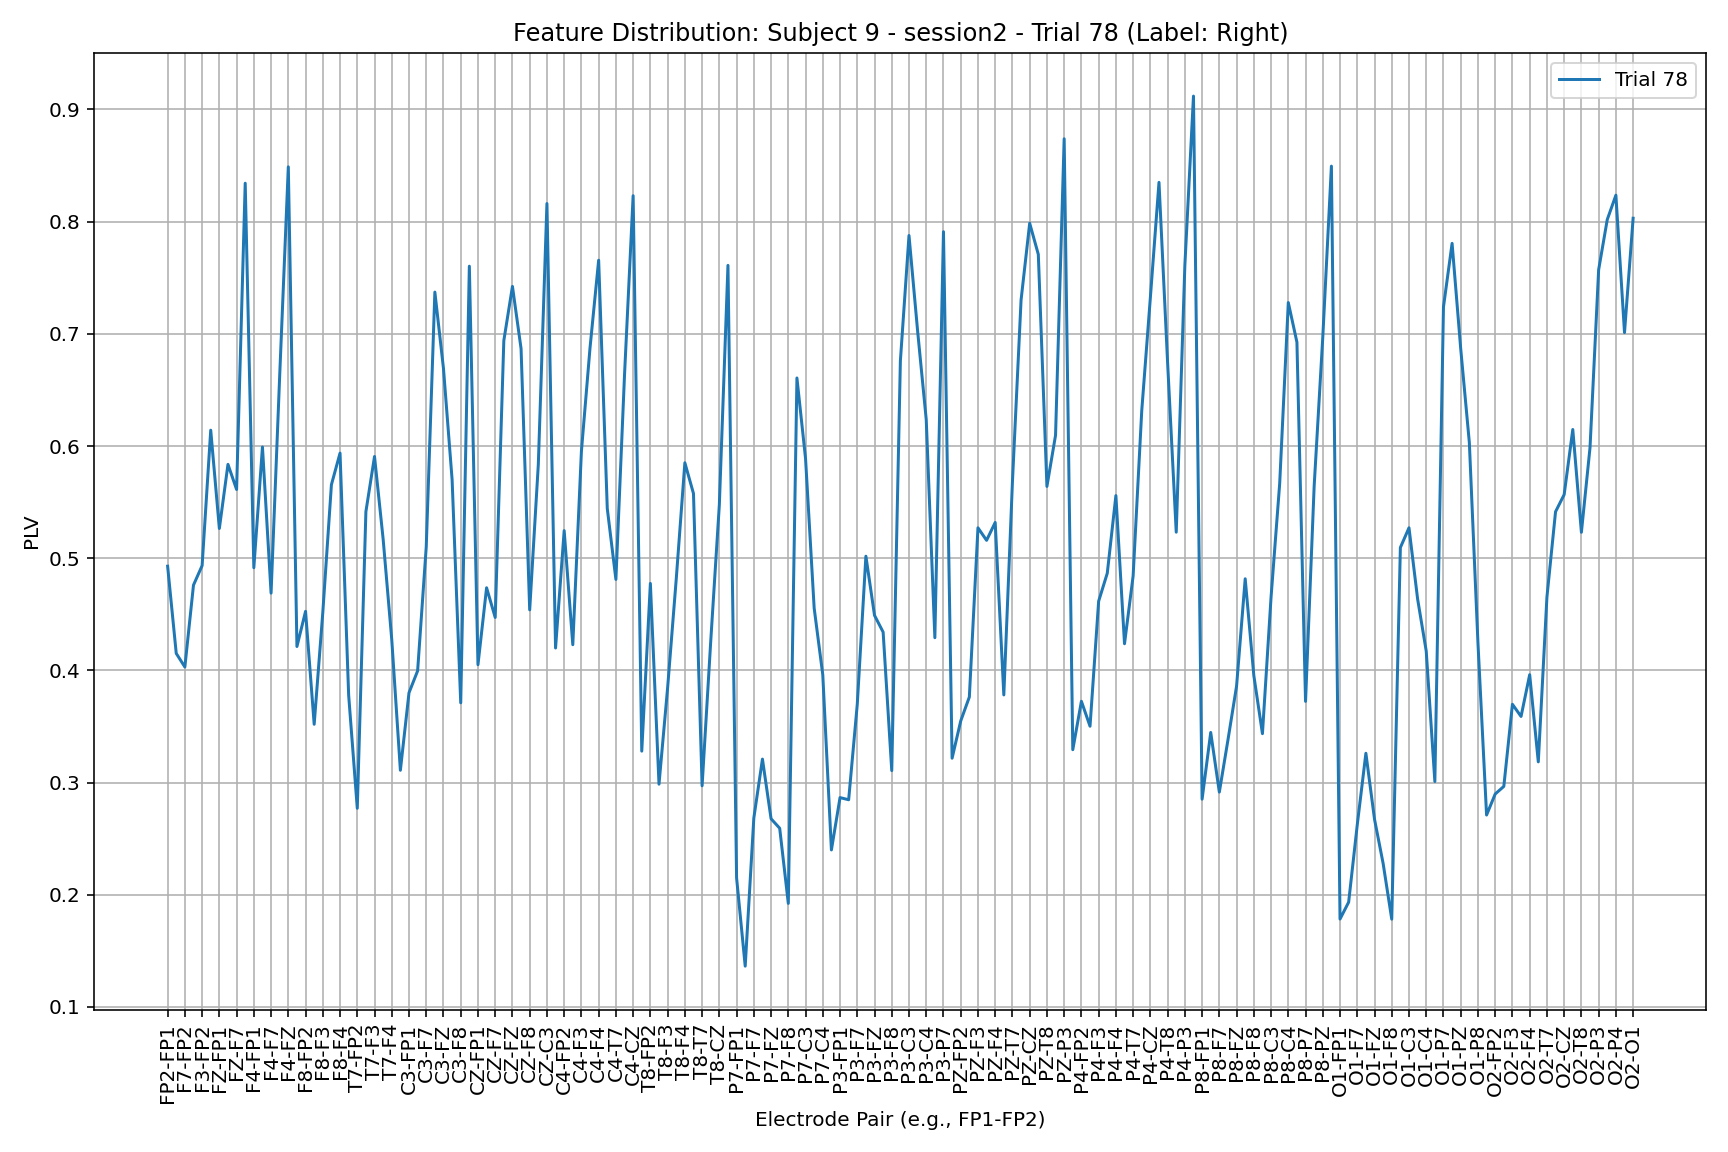 Feature Distribution: Subject 9 - session2 - Trial 78 (Label: Right)
Trial 78
PLV
0.9
0.8
0.7
0.6
0.5
0.4
0.3
0.2
0.1
FP2-FP1
F7-FP2
F3-FP2
FZ-FP1
FZ-F7
F4-FP1
F4-F7
F4-FZ
F8-FP2
F8-F3
F8-F4
T7-FP2
T7-F3
T7-F4
C3-FP1
C3-F7
C3-FZ
C3-F8
CZ-FP1
CZ-F7
CZ-FZ
CZ-F8
CZ-C3
C4-FP2
C4-F3
C4-F4
C4-T7
C4-CZ
T8-FP2
T8-F3
T8-F4
T8-T7
T8-CZ
P7-FP1
P7-F7
P7-FZ
P7-F8
P7-C3
P7-C4
P3-FP1
P3-F7
P3-FZ
P3-F8
P3-C3
P3-C4
P3-P7
PZ-FP2
PZ-F3
PZ-F4
PZ-T7
PZ-CZ
PZ-T8
PZ-P3
P4-FP2
P4-F3
P4-F4
P4-T7
P4-CZ
P4-T8
P4-P3
P8-FP1
P8-F7
P8-FZ
P8-F8
P8-C3
P8-C4
P8-P7
P8-PZ
O1-FP1
O1-F7
O1-FZ
O1-F8
O1-C3
O1-C4
O1-P7
O1-PZ
O1-P8
O2-FP2
O2-F3
O2-F4
O2-T7
O2-CZ
O2-T8
O2-P3
O2-P4
O2-O1
Electrode Pair (e.g., FP1-FP2)